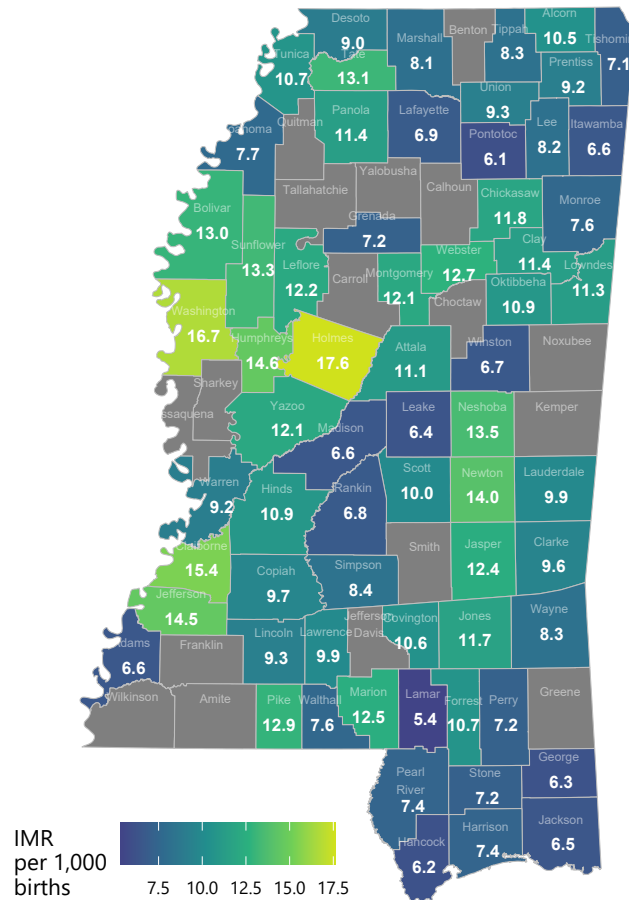 Desoto
9.0
Marshall
8.1
Benton
Tippah
8.3
Alcorn
10.5
Tishomin
7.1
Tunica
10.7
Tate
13.1
Prentiss
9.2
Union
9.3
Panola
11.4
Lafayette
6.9
Pontotoc
6.1
Lee
8.2
Itawamba
6.6
Quitman
oahoma
7.7
Tallahatchie
Yalobusha
Calhoun
Chickasaw
11.8
Monroe
7.6
Bolivar
13.0
Sunflower
13.3
Grenada
7.2
Leflore
12.2
Carroll
Montgomery
12.1
Webster
12.7
Clay
11.4
Lowndes
11.3
Oktibbeha
10.9
Choctaw
Washington
16.7
Humphreys
14.6
Holmes
17.6
Attala
11.1
Winston
6.7
Noxubee
Sharkey
ssaquena
Yazoo
12.1
Madison
6.6
Leake
6.4
Neshoba
13.5
Kemper
Warren
9.2
Hinds
10.9
Rankin
6.8
Scott
10.0
Newton
14.0
Lauderdale
9.9
Claiborne
15.4
Copiah
9.7
Simpson
8.4
Smith
Jasper
12.4
Clarke
9.6
Jefferson
14.5
Adams
6.6
Franklin
Lincoln
9.3
Lawrence
9.9
Jefferson
Davis
Covington
10.6
Jones
11.7
Wayne
8.3
Wilkinson
Amite
Pike
12.9
Walthall
7.6
Marion
12.5
Lamar
5.4
Forrest
10.7
Perry
7.2
Greene
Pearl
River
7.4
Stone
7.2
George
6.3
Hancock
6.2
Harrison
7.4
Jackson
6.5
IMR
per 1,000
births
7.5 10.0 12.5 15.0 17.5